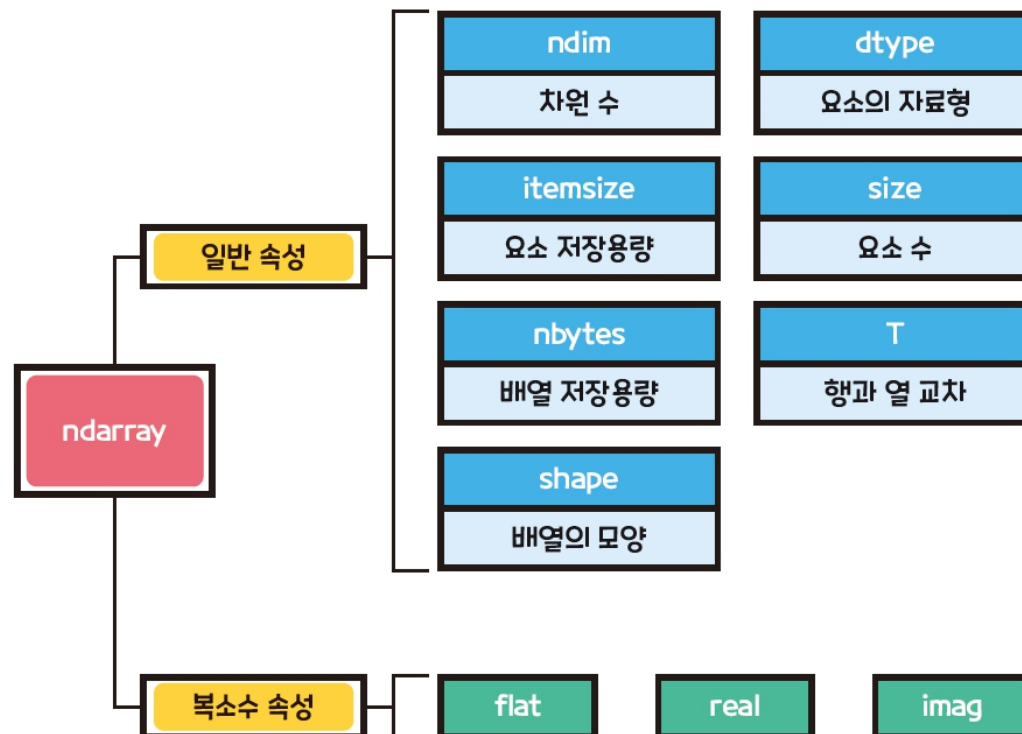 ndarray
일반 속성
ndim
차원 수
dtype
요소의 자료형
itemsize
요소 저장용량
size
요소 수
nbytes
배열 저장용량
T
행과 열 교차
shape
배열의 모양
복소수 속성
flat
real
imag